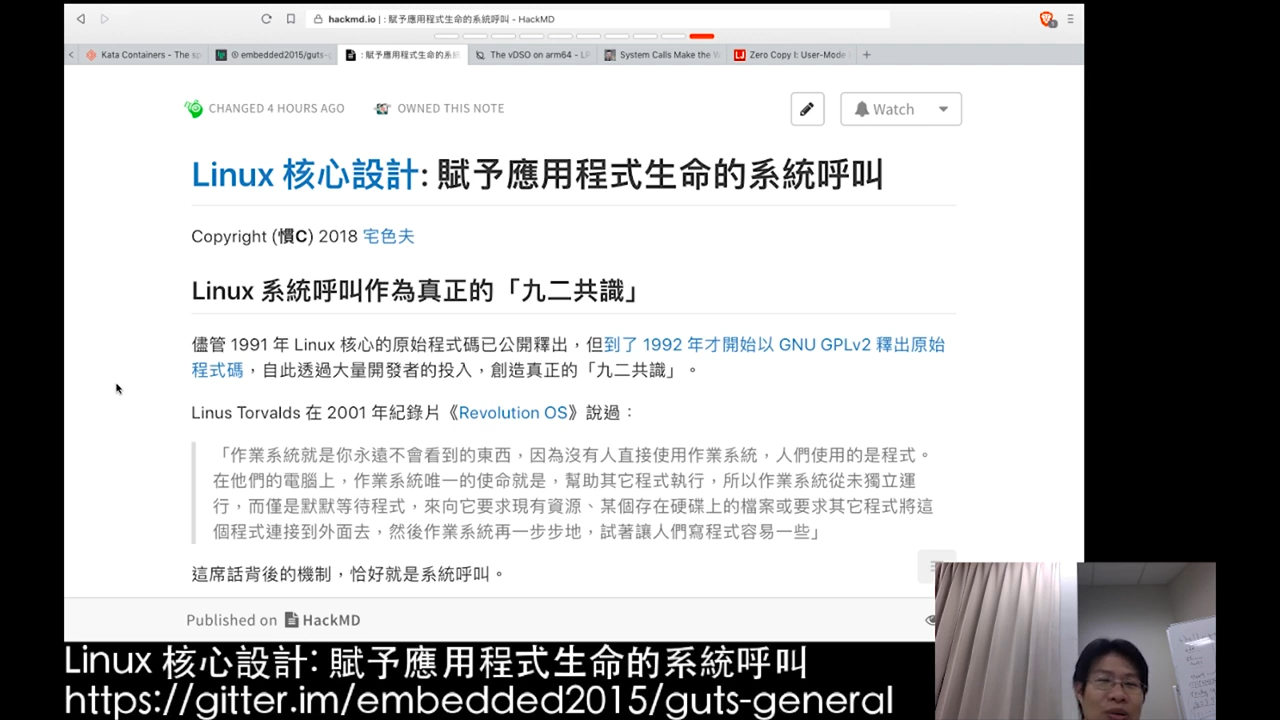 hackmd.io | : 賦予應用程式生命的系統呼叫 - HackMD
Kata Containers - The sp
® embedded2015/guts-g
: 賦予應用程式生命的系統
The vDSO on arm64 - LP
System Calls Make the W
Zero Copy I: User-Mode
CHANGED 4 HOURS AGO
OWNED THIS NOTE
Watch
Linux 核心設計: 賦予應用程式生命的系統呼叫
Copyright (慣C) 2018 宅色夫
Linux 系統呼叫作為真正的「九二共識」
儘管 1991 年 Linux 核心的原始程式碼已公開釋出，但到了 1992 年才開始以 GNU GPLv2 釋出原始
程式碼，自此透過大量開發者的投入，創造真正的「九二共識」。
Linus Torvalds 在 2001 年紀錄片《Revolution OS》說過：
「作業系統就是你永遠不會看到的東西，因為沒有人直接使用作業系統，人們使用的是程式。
在他們的電腦上，作業系統唯一的使命就是，幫助其它程式執行，所以作業系統從未獨立運
行，而僅是默默等待程式，來向它要求現有資源、某個存在硬碟上的檔案或要求其它程式將這
個程式連接到外面去，然後作業系統再一步步地，試著讓人們寫程式容易一些」
這席話背後的機制，恰好就是系統呼叫。
Published on HackMD
Linux 核心設計: 賦予應用程式生命的系統呼叫
https://gitter.im/embedded2015/guts-general